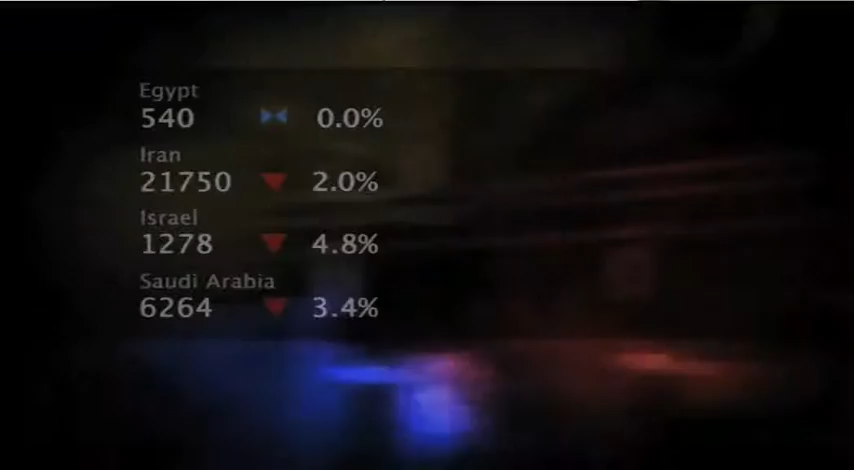 Egypt
540 0.0%
Iran
21750 2.0%
Israel
1278 4.8%
Saudi Arabia
6264 3.4%